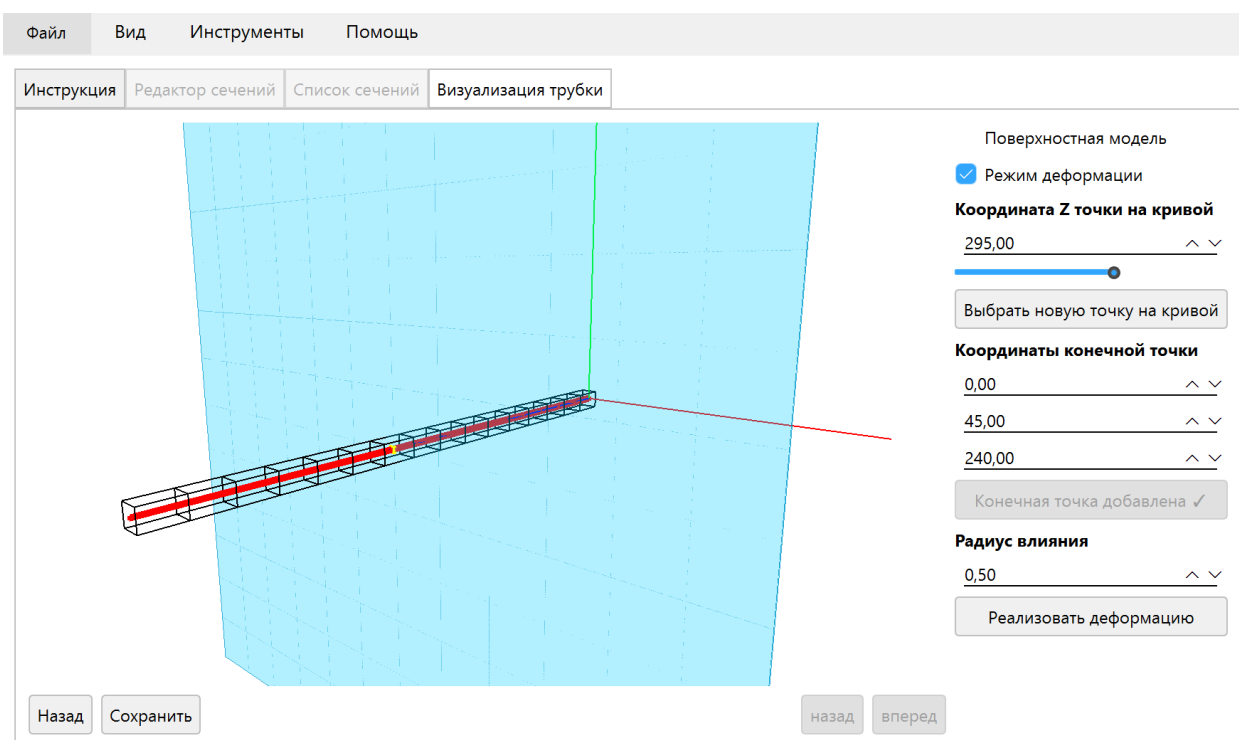 Файл Вид Инструменты Помощь
Инструкция Редактор сечений Список сечений Визуализация трубки
Поверхностная модель
Режим деформации
Координата Z точки на кривой
295,00
Выбрать новую точку на кривой
Координаты конечной точки
0,00
45,00
240,00
Конечная точка добавлена ✓
Радиус влияния
0,50
Реализовать деформацию
Назад Сохранить назад вперед